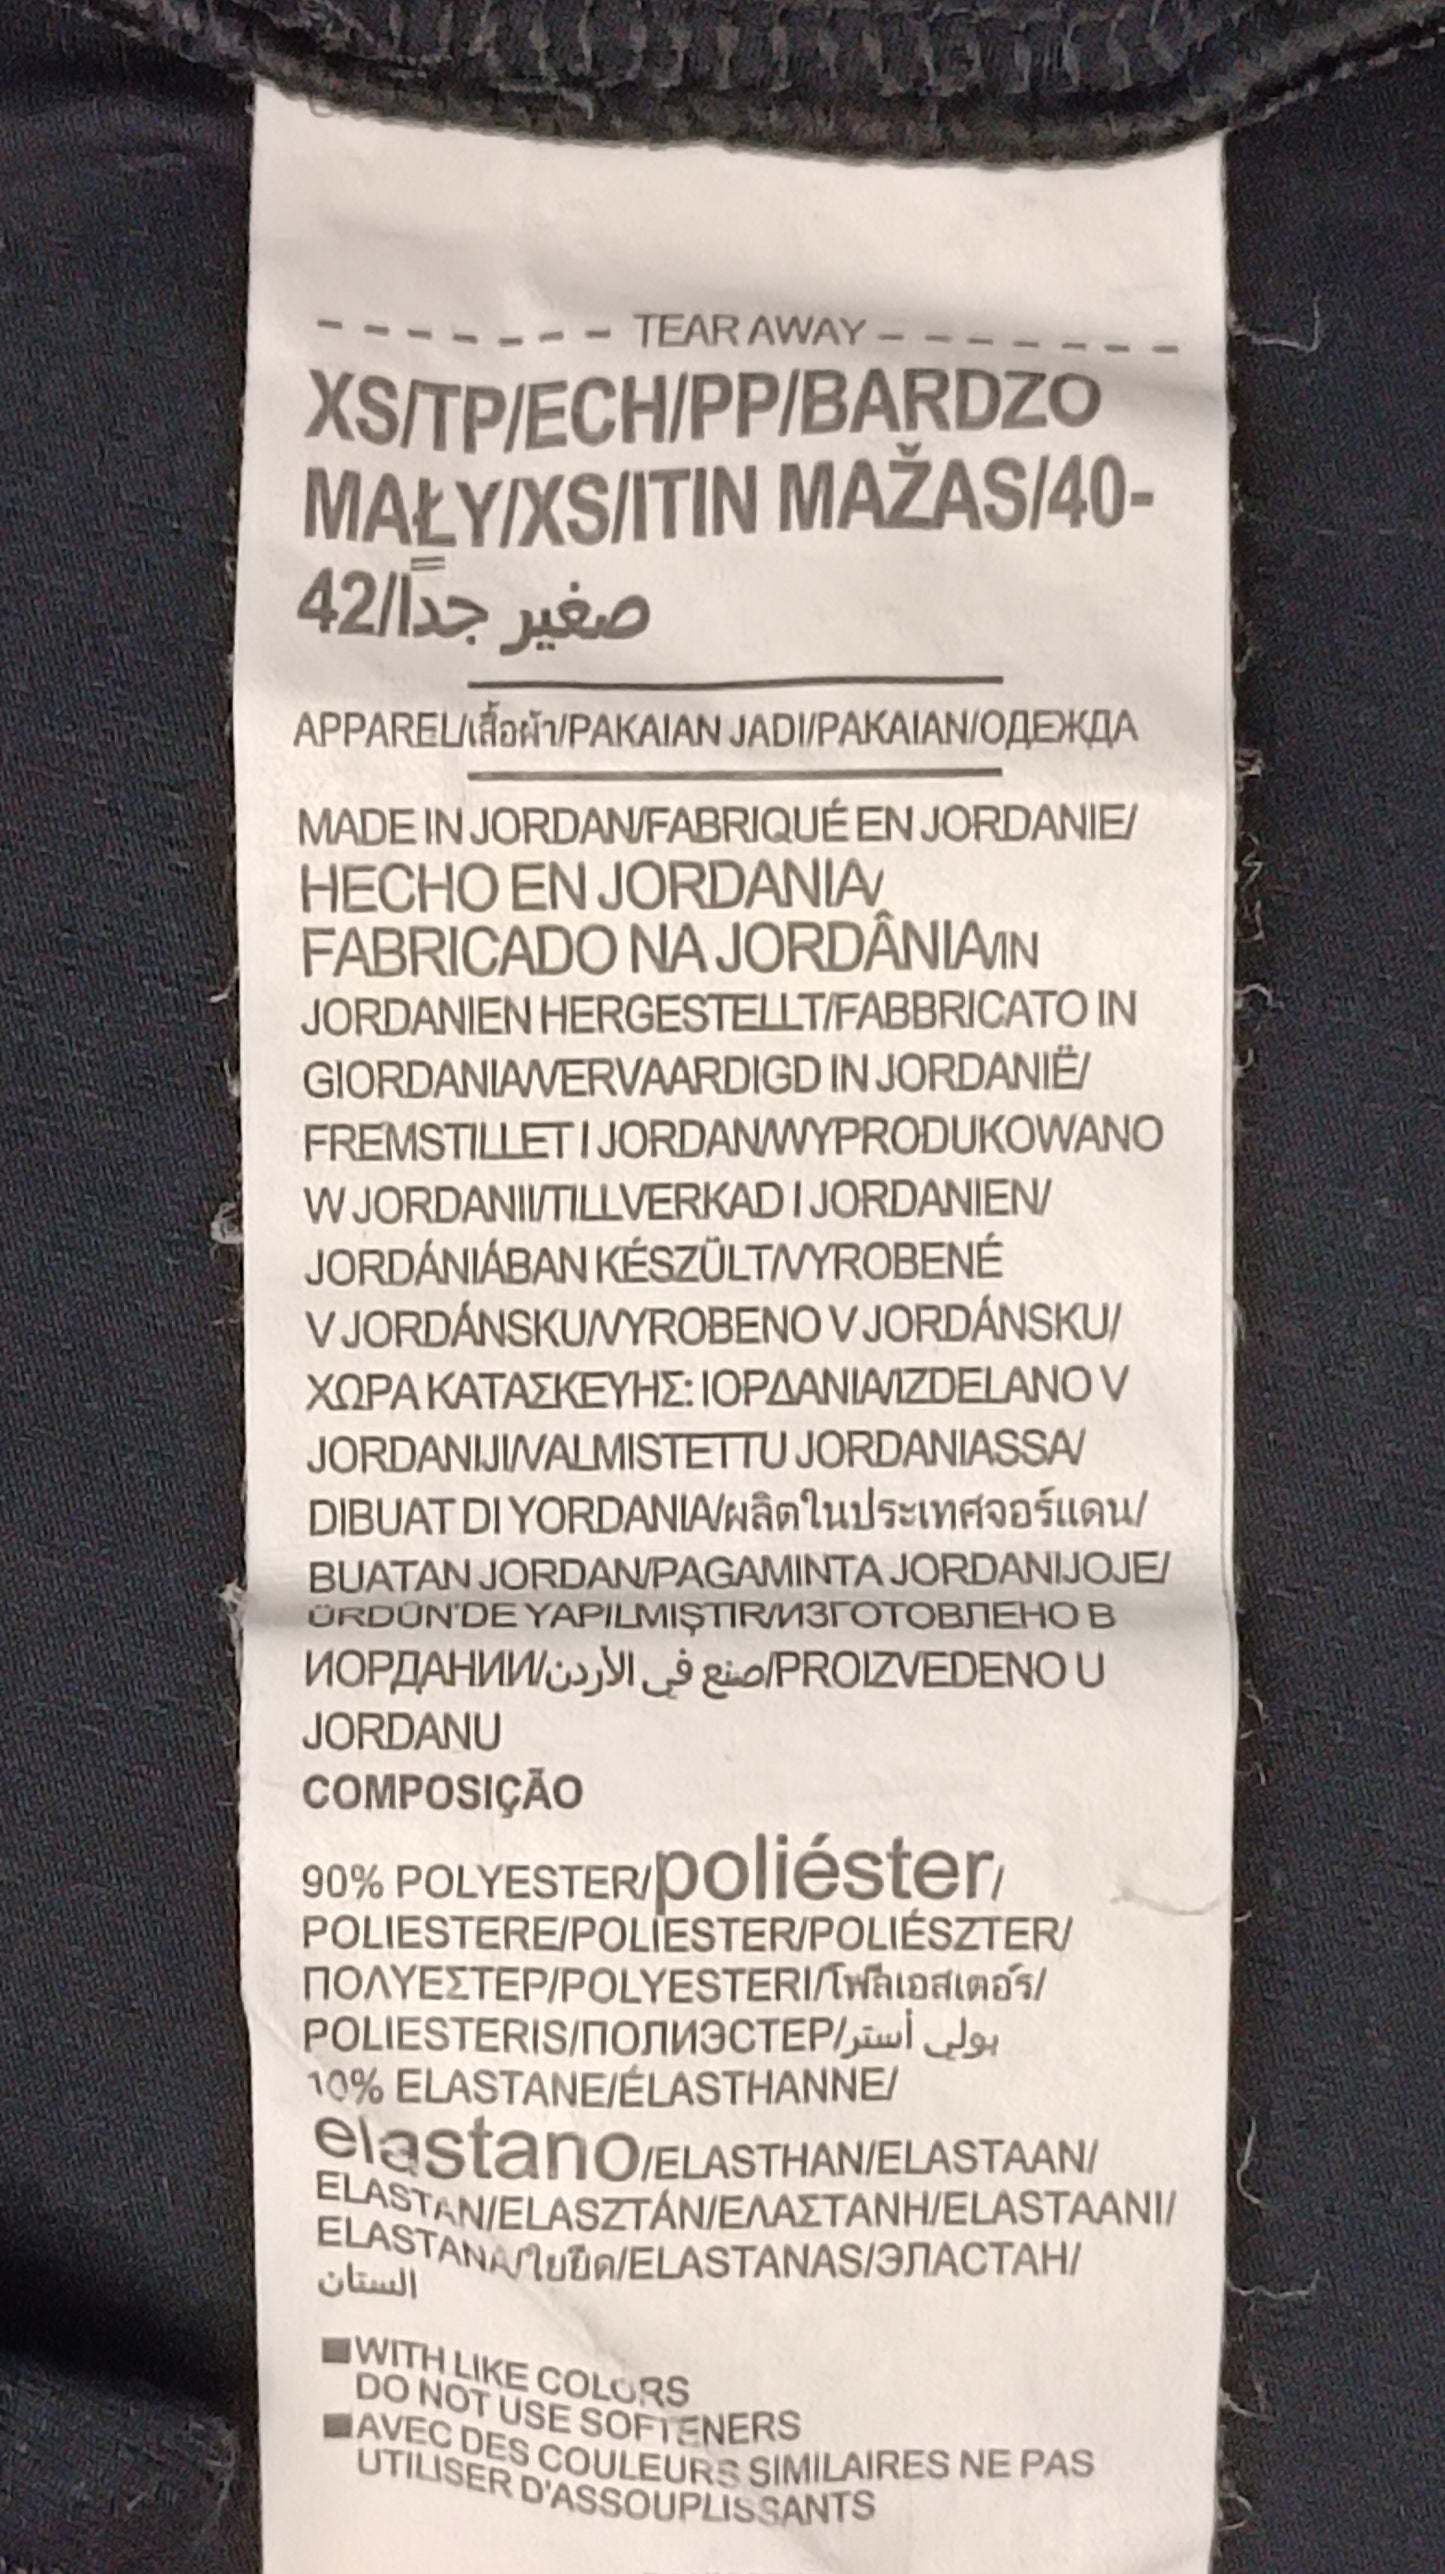 TEAR AWAY
XS/TP/ECH/PP/BARDZO
MAŁY/XS/ITIN MAŽAS/40-
42/صغير جداً
APPAREL/เสื้อผ้า/PAKAIAN JADI/PAKAIAN/ОДЕЖДА
MADE IN JORDAN/FABRIQUÉ EN JORDANIE/
HECHO EN JORDANIA/
FABRICADO NA JORDÂNIA/IN
JORDANIEN HERGESTELLT/FABBRICATO IN
GIORDANIA/VERVAARDIGD IN JORDANIË/
FREMSTILLET I JORDAN/WYPRODUKOWANO
W JORDANII/TILLVERKAD I JORDANIEN/
JORDÁNIÁBAN KÉSZÜLT/VYROBENÉ
V JORDÁNSKU/VYROBENO V JORDÁNSKU/
ΧΩΡΑ ΚΑΤΑΣΚΕΥΗΣ: ΙΟΡΔΑΝΙΑ/IZDELANO V
JORDANIJI/VALMISTETTU JORDANIASSA/
DIBUAT DI YORDANIA/ผลิตในประเทศจอร์แดน/
BUATAN JORDAN/PAGAMINTA JORDANIJOJE/
ÜRDÜN'DE YAPILMIŞTIR/ИЗГОТОВЛЕНО В
ИОРДАНИИ/صنع في الأردن/PROIZVEDENO U
JORDANU
COMPOSIÇÃO
90% POLYESTER/poliéster/
POLIESTERE/POLIESTER/POLIÉSZTER/
ΠΟΛΥΕΣΤΕΡ/POLYESTERI/โพลีเอสเตอร์/
POLIESTERIS/ПОЛИЭСТЕР/بولي أستر
10% ELASTANE/ÉLASTHANNE/
elastano/ELASTHAN/ELASTAAN/
ELASTAN/ELASZTÁN/ΕΛΑΣΤΑΝΗ/ELASTAANI/
ELASTANA/ใยยืด/ELASTANAS/ЭЛАСТАН/
الستان
■WITH LIKE COLORS
DO NOT USE SOFTENERS
■AVEC DES COULEURS SIMILAIRES NE PAS
UTILISER D'ASSOUPLISSANTS